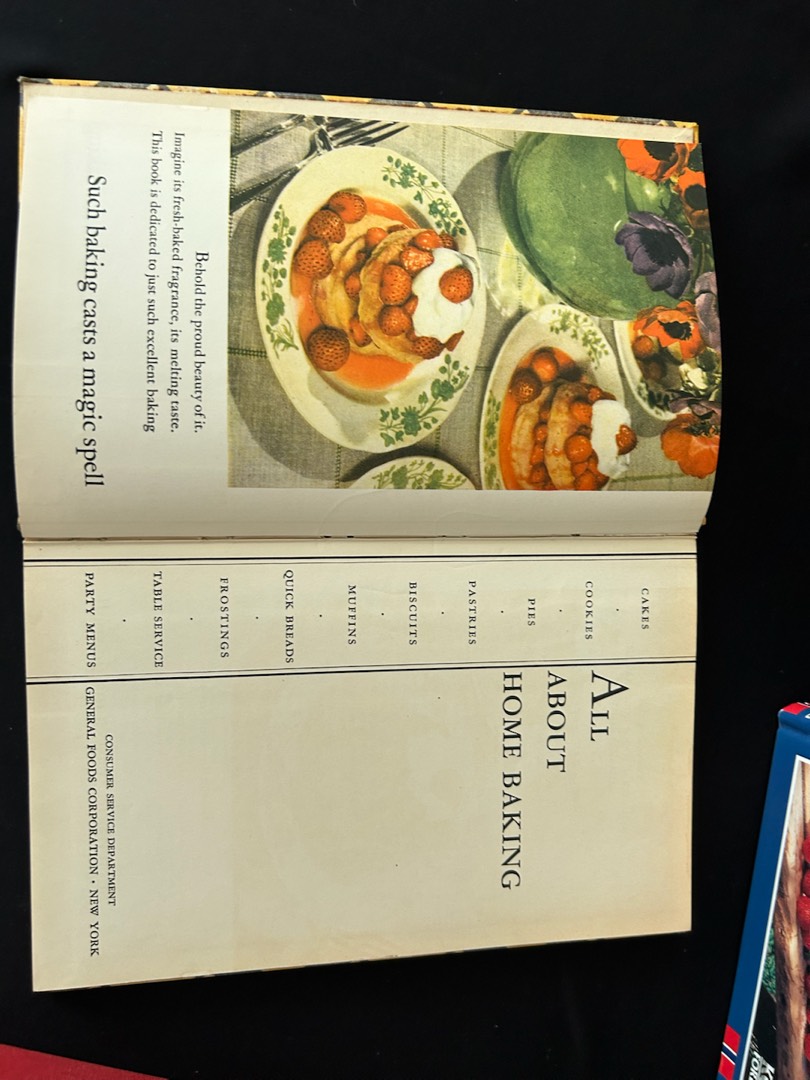 Behold the proud beauty of it.
Imagine its fresh-baked fragrance, its melting taste.
This book is dedicated to just such excellent baking
Such baking casts a magic spell
CAKES
·
COOKIES
·
PIES
·
PASTRIES
·
BISCUITS
·
MUFFINS
·
QUICK BREADS
·
FROSTINGS
·
TABLE SERVICE
·
PARTY MENUS
ALL
ABOUT
HOME BAKING
CONSUMER SERVICE DEPARTMENT
GENERAL FOODS CORPORATION · NEW YORK